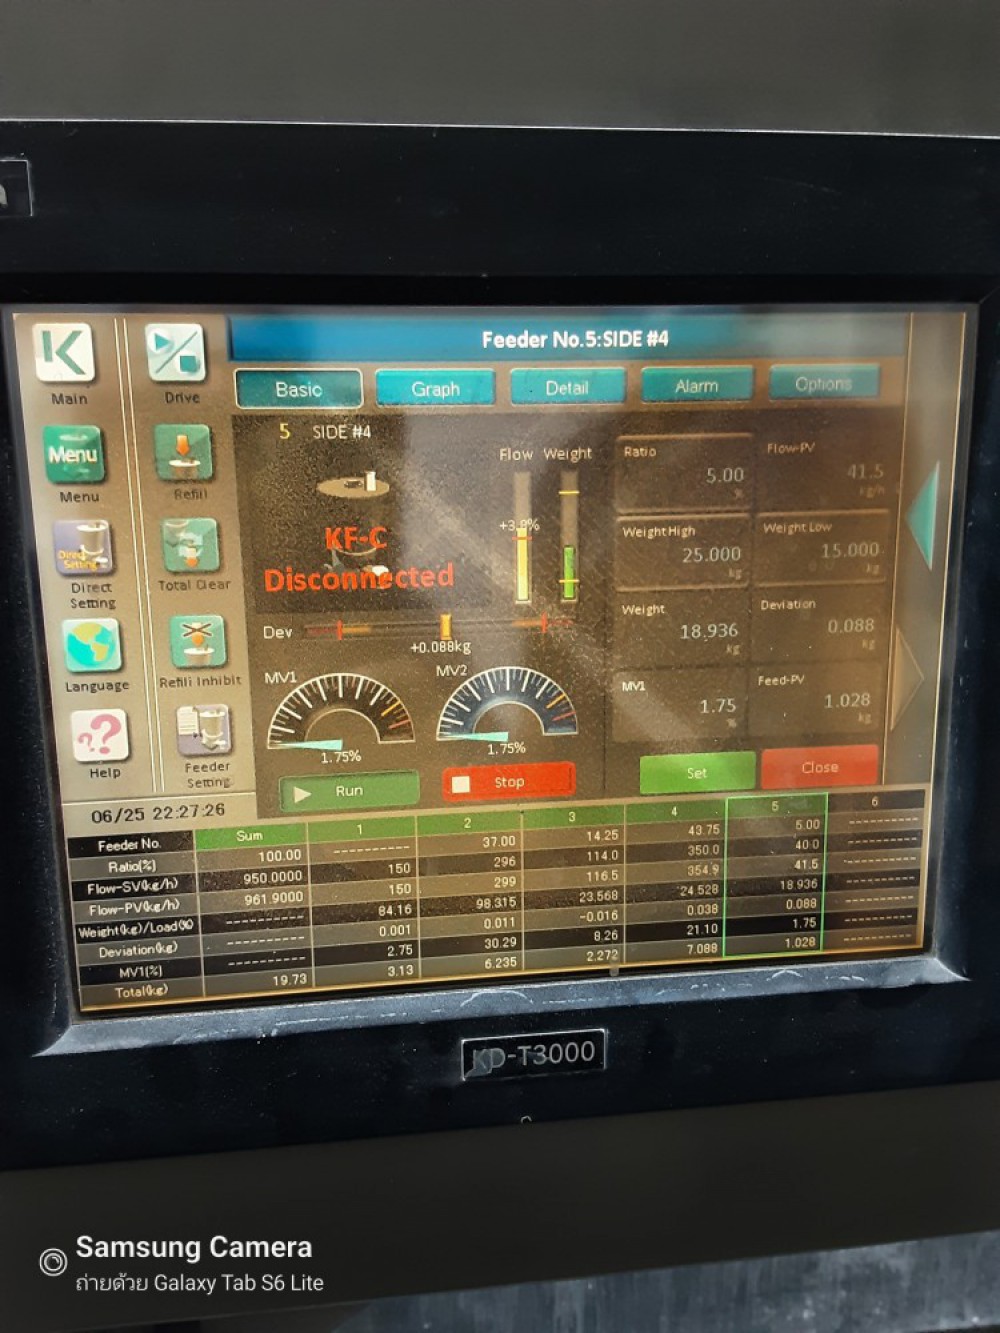 Feeder No.5:SIDE #4
Main
Drive
Basic
Graph
Detail
Alarm
Options
Menu
Menu
Refill
Direct Setting
Direct
Setting
Total Clear
Language
Refill Inhibit
Help
Feeder
Setting
5 SIDE #4
Flow Weight
+3.8%
KF-C
Disconnected
Dev
+0.088kg
MV1
1.75%
MV2
1.75%
Run
Stop
Ratio
5.00
%
Flow-PV
41.5
kg/h
Weight High
25.000
kg
Weight Low
15.000
kg
Weight
18.936
kg
Deviation
0.088
kg
MV1
1.75
%
Feed-PV
1.028
kg
Set
Close
06/25 22:27:26
Feeder No. Sum 1 2 3 4 5 6
Ratio(%) 100.00 ---------- 37.00 14.25 43.75 5.00 ----------
Flow-SV(kg/h) 950.0000 150 296 114.0 350.0 40.0 ----------
Flow-PV(kg/h) 961.9000 150 299 116.5 354.9 41.5 ----------
Weight(kg)/Load(%) ---------- 84.16 98.315 23.568 24.528 18.936 ----------
Deviation(kg) ---------- 0.001 0.011 -0.016 0.038 0.088 ----------
MV1(%) ---------- 2.75 30.29 8.26 21.10 1.75 ----------
Total(kg) 19.73 3.13 6.235 2.272 7.088 1.028 ----------
KD-T3000
Samsung Camera
ถ่ายด้วย Galaxy Tab S6 Lite